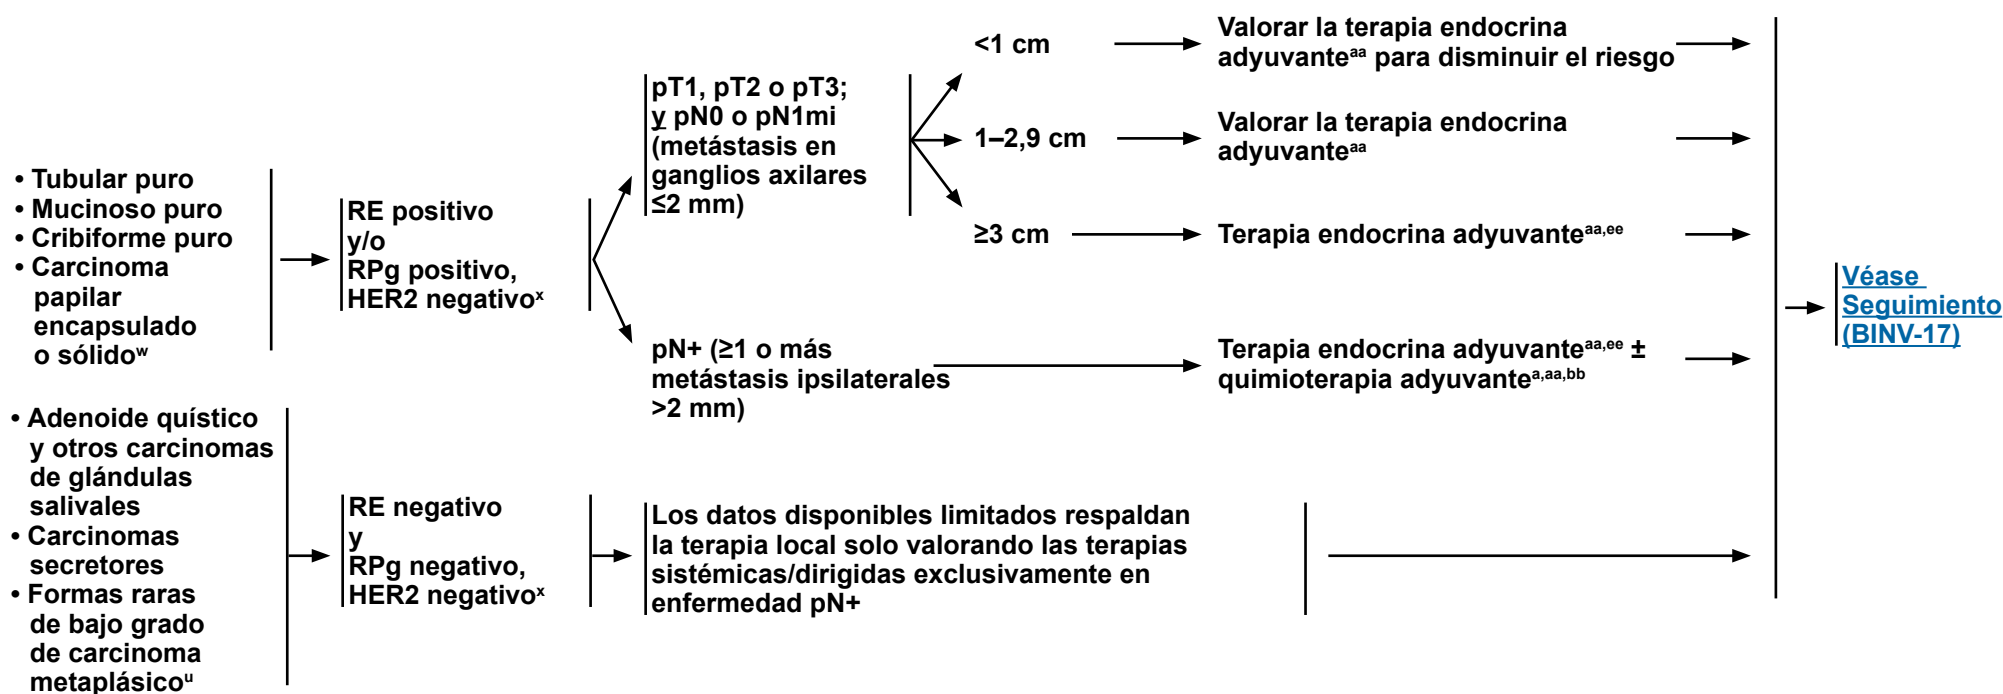 • Tubular puro
• Mucinoso puro
• Cribiforme puro
• Carcinoma
papilar
encapsulado
o sólidoʷ
RE positivo
y/o
RPg positivo,
HER2 negativoˣ
pT1, pT2 o pT3;
y pN0 o pN1mi
(metástasis en
ganglios axilares
≤2 mm)
<1 cm
Valorar la terapia endocrina
adyuvanteᵃᵃ para disminuir el riesgo
1–2,9 cm
Valorar la terapia endocrina
adyuvanteᵃᵃ
≥3 cm
Terapia endocrina adyuvanteᵃᵃ,ᵉᵉ
pN+ (≥1 o más
metástasis ipsilaterales
>2 mm)
Terapia endocrina adyuvanteᵃᵃ,ᵉᵉ ±
quimioterapia adyuvanteᵃ,ᵃᵃ,ᵇᵇ
Véase
Seguimiento
(BINV-17)
• Adenoide quístico
y otros carcinomas
de glándulas
salivales
• Carcinomas
secretores
• Formas raras
de bajo grado
de carcinoma
metaplásicoᵘ
RE negativo
y
RPg negativo,
HER2 negativoˣ
Los datos disponibles limitados respaldan
la terapia local solo valorando las terapias
sistémicas/dirigidas exclusivamente en
enfermedad pN+